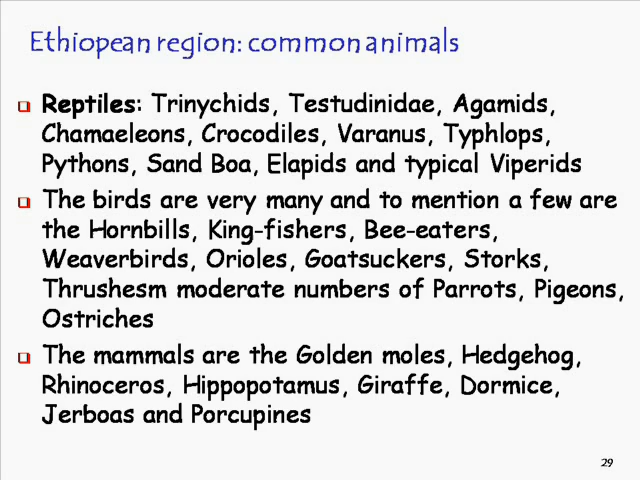 Ethiopean region: common animals
Reptiles: Trinychids, Testudinidae, Agamids,
Chamaeleons, Crocodiles, Varanus, Typhlops,
Pythons, Sand Boa, Elapids and typical Viperids
The birds are very many and to mention a few are
the Hornbills, King-fishers, Bee-eaters,
Weaverbirds, Orioles, Goatsuckers, Storks,
Thrushesm moderate numbers of Parrots, Pigeons,
Ostriches
The mammals are the Golden moles, Hedgehog,
Rhinoceros, Hippopotamus, Giraffe, Dormice,
Jerboas and Porcupines
29